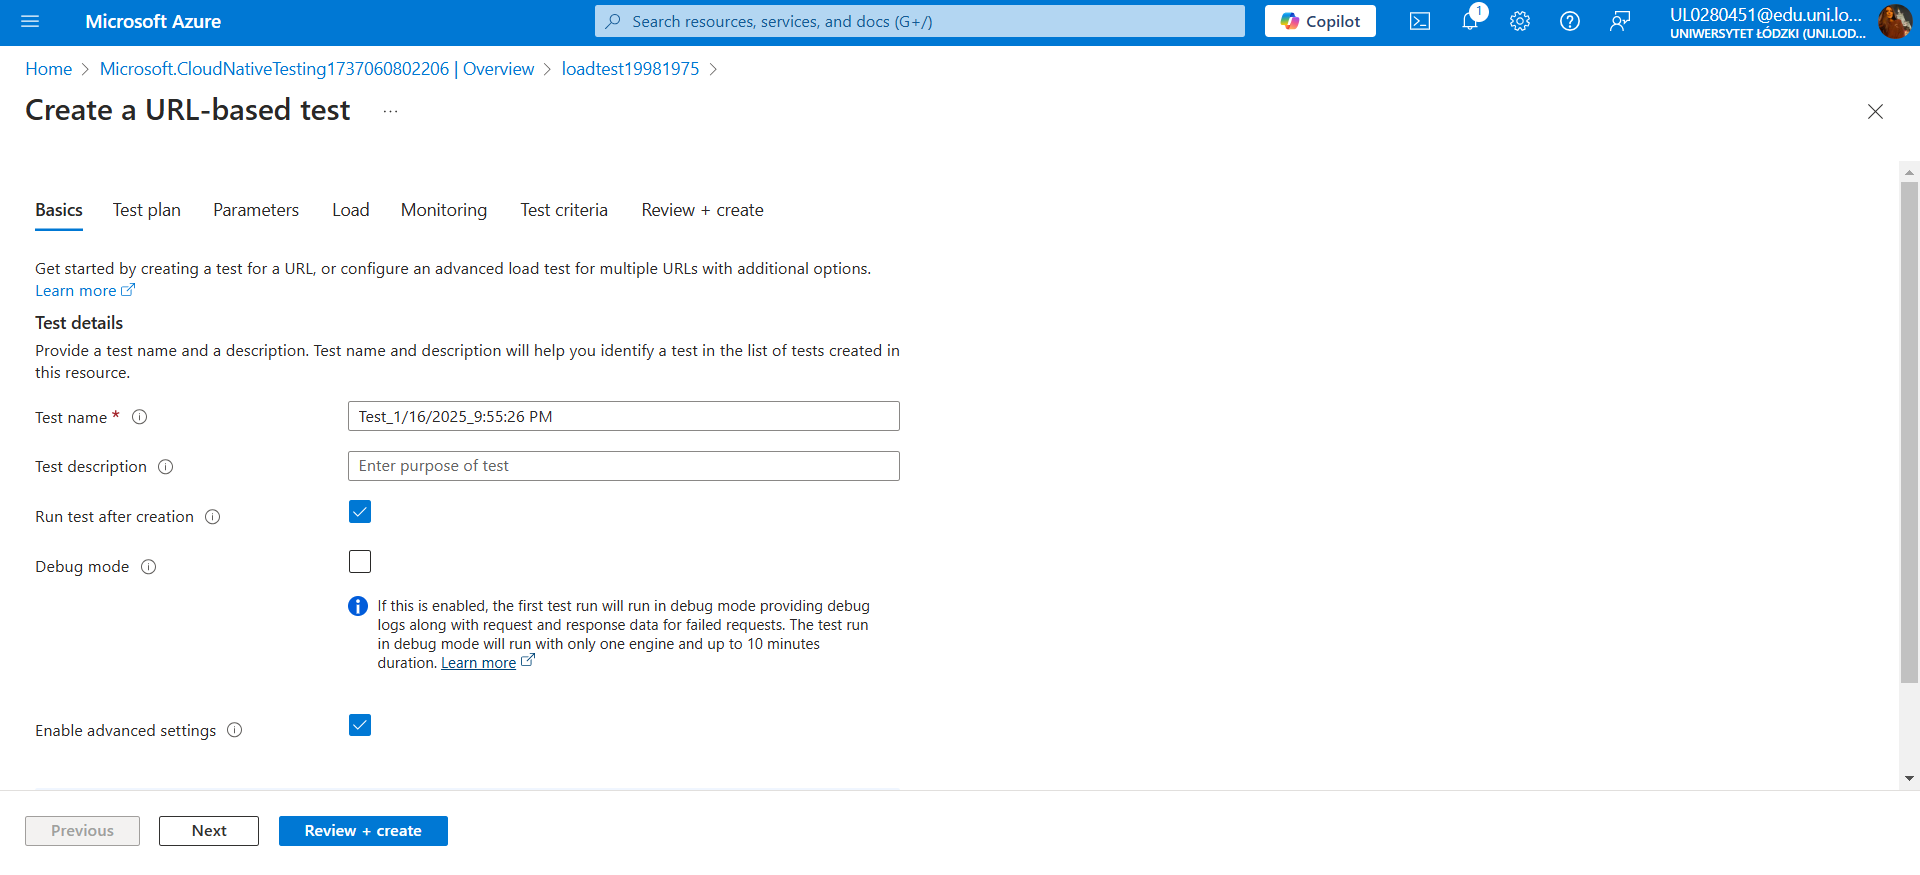 Microsoft Azure
Search resources, services, and docs (G+/)
Copilot
1
UL0280451@edu.uni.lo...
UNIWERSYTET ŁÓDZKI (UNI.LOD...
Home > Microsoft.CloudNativeTesting1737060802206 | Overview > loadtest19981975 >
Create a URL-based test ...
Basics Test plan Parameters Load Monitoring Test criteria Review + create
Get started by creating a test for a URL, or configure an advanced load test for multiple URLs with additional options.
Learn more
Test details
Provide a test name and a description. Test name and description will help you identify a test in the list of tests created in
this resource.
Test name * Test_1/16/2025_9:55:26 PM
Test description Enter purpose of test
Run test after creation
Debug mode
If this is enabled, the first test run will run in debug mode providing debug
logs along with request and response data for failed requests. The test run
in debug mode will run with only one engine and up to 10 minutes
duration. Learn more
Enable advanced settings
Previous Next Review + create